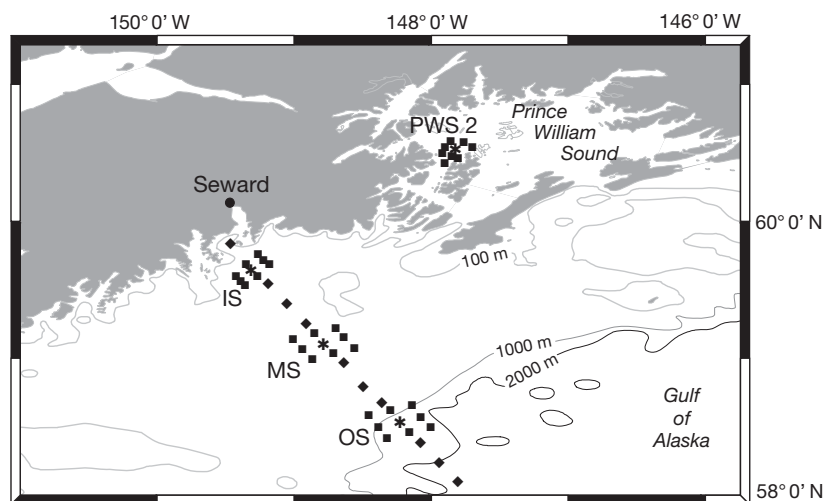 150° 0’ W
148° 0’ W
146° 0’ W
Prince
William
Sound
PWS 2
Seward
60° 0’ N
100 m
IS
1000 m
MS
2000 m
Gulf
of
Alaska
OS
58° 0’ N